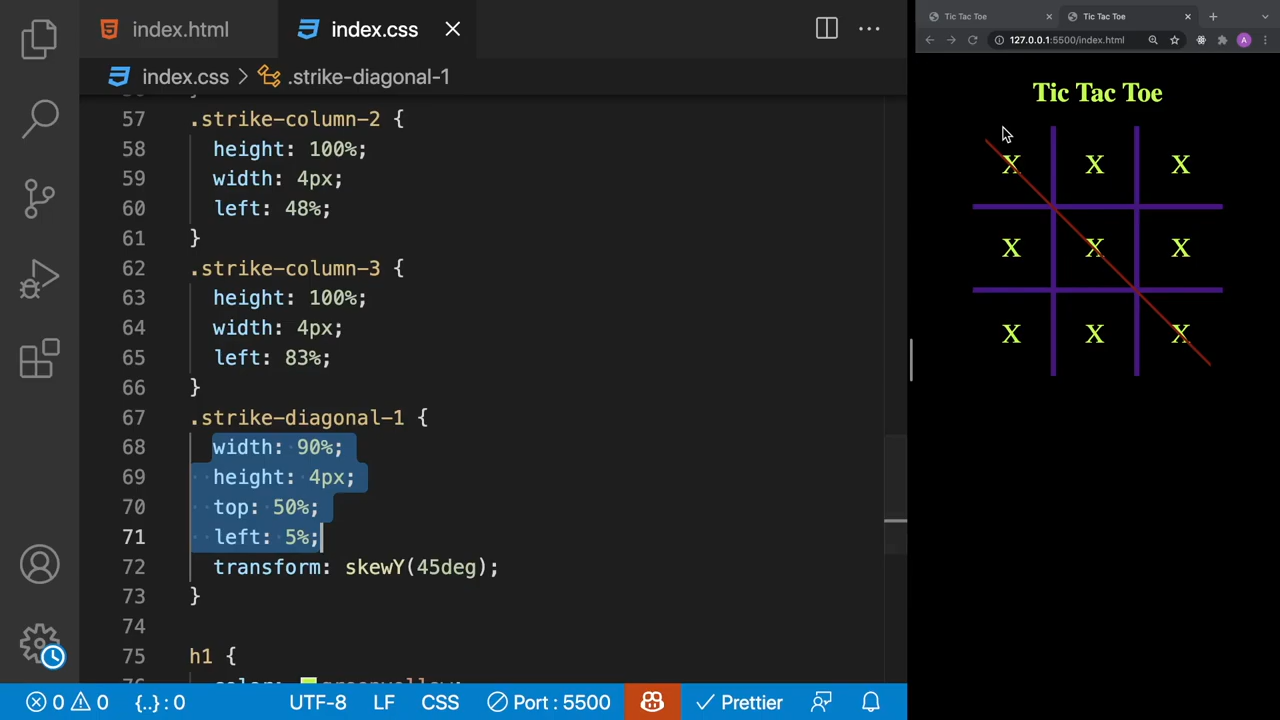 index.html
index.css
index.css > .strike-diagonal-1
57 .strike-column-2 {
58 height: 100%;
59 width: 4px;
60 left: 48%;
61 }
62 .strike-column-3 {
63 height: 100%;
64 width: 4px;
65 left: 83%;
66 }
67 .strike-diagonal-1 {
68 width: 90%;
69 height: 4px;
70 top: 50%;
71 left: 5%;
72 transform: skewY(45deg);
73 }
74
75 h1 {
76 color: greenyellow;
0 0 {..} : 0 UTF-8 LF CSS Port : 5500 Prettier
Tic Tac Toe Tic Tac Toe
127.0.0.1:5500/index.html A
Tic Tac Toe
X X X
X X X
X X X